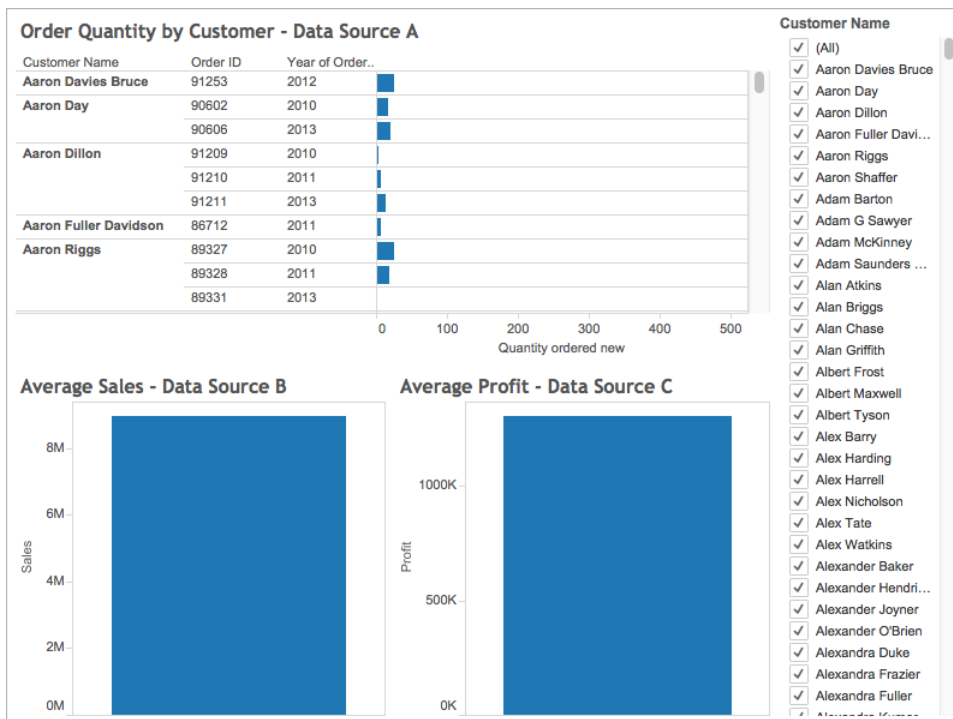 Order Quantity by Customer - Data Source A
Customer Name Order ID Year of Order..
Aaron Davies Bruce 91253 2012
Aaron Day 90602 2010
90606 2013
Aaron Dillon 91209 2010
91210 2011
91211 2013
Aaron Fuller Davidson 86712 2011
Aaron Riggs 89327 2010
89328 2011
89331 2013
0 100 200 300 400 500
Quantity ordered new
Average Sales - Data Source B
8M
6M
4M
2M
0M
Sales
Average Profit - Data Source C
1000K
500K
0K
Profit
Customer Name
(All)
Aaron Davies Bruce
Aaron Day
Aaron Dillon
Aaron Fuller Davi...
Aaron Riggs
Aaron Shaffer
Adam Barton
Adam G Sawyer
Adam McKinney
Adam Saunders ...
Alan Atkins
Alan Briggs
Alan Chase
Alan Griffith
Albert Frost
Albert Maxwell
Albert Tyson
Alex Barry
Alex Harding
Alex Harrell
Alex Nicholson
Alex Tate
Alex Watkins
Alexander Baker
Alexander Hendri...
Alexander Joyner
Alexander O'Brien
Alexandra Duke
Alexandra Frazier
Alexandra Fuller